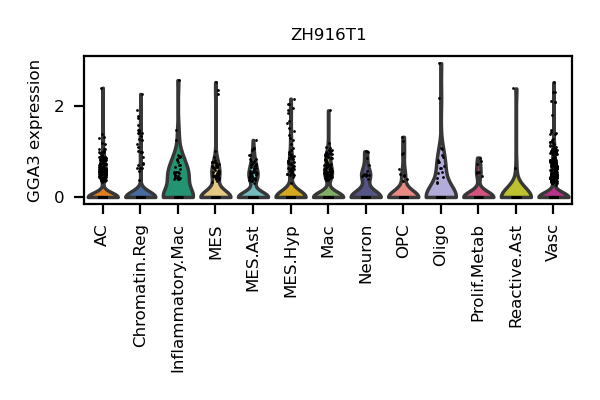 ZH916T1
GGA3 expression
2
0
AC
Chromatin.Reg
Inflammatory.Mac
MES
MES.Ast
MES.Hyp
Mac
Neuron
OPC
Oligo
Prolif.Metab
Reactive.Ast
Vasc